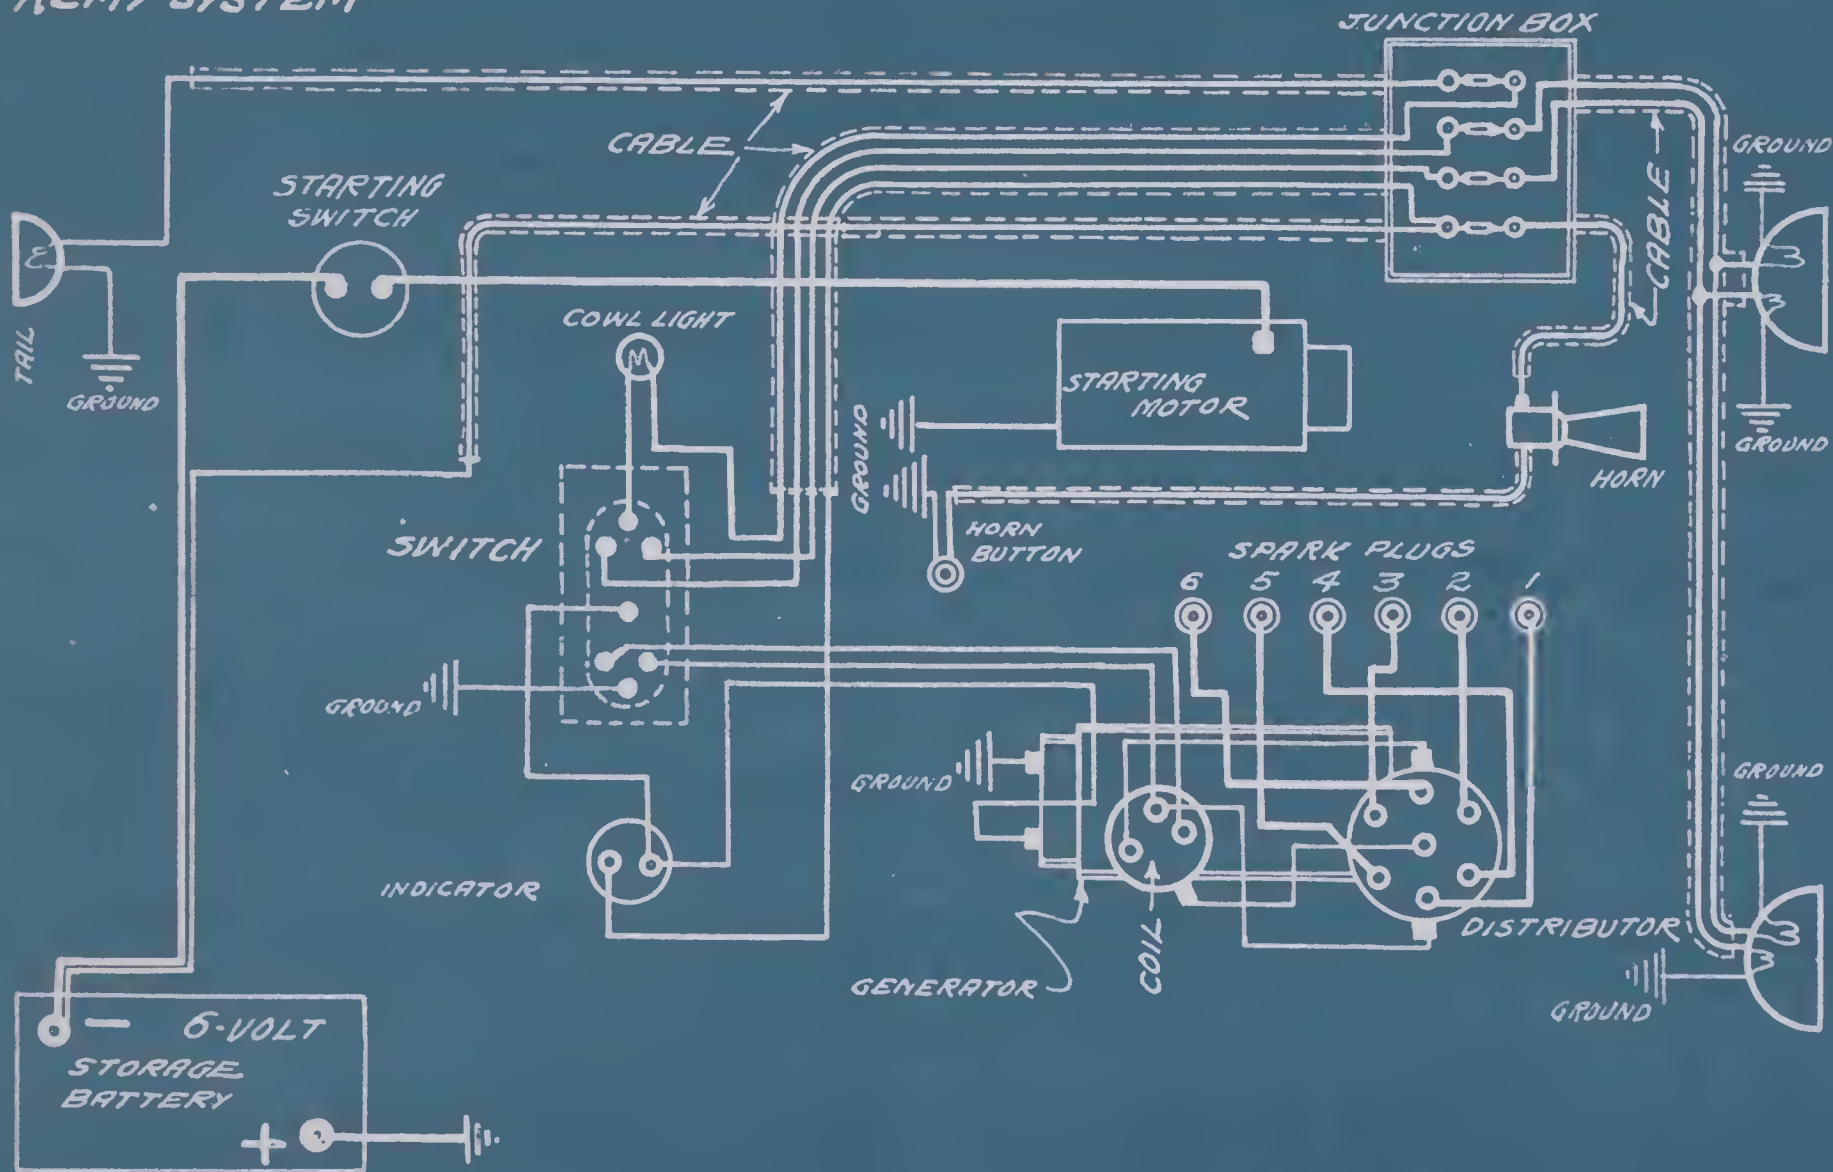 REMY SYSTEM
JUNCTION BOX
CABLE
GROUND
STARTING
SWITCH
CABLE
TAIL
COWL LIGHT
STARTING
MOTOR
GROUND
GROUND
GROUND
HORN
SWITCH
HORN
BUTTON
SPARK PLUGS
6 5 4 3 2 1
GROUND
GROUND
GROUND
INDICATOR
DISTRIBUTOR
GENERATOR
COIL
GROUND
- 6-VOLT
STORAGE
BATTERY
+